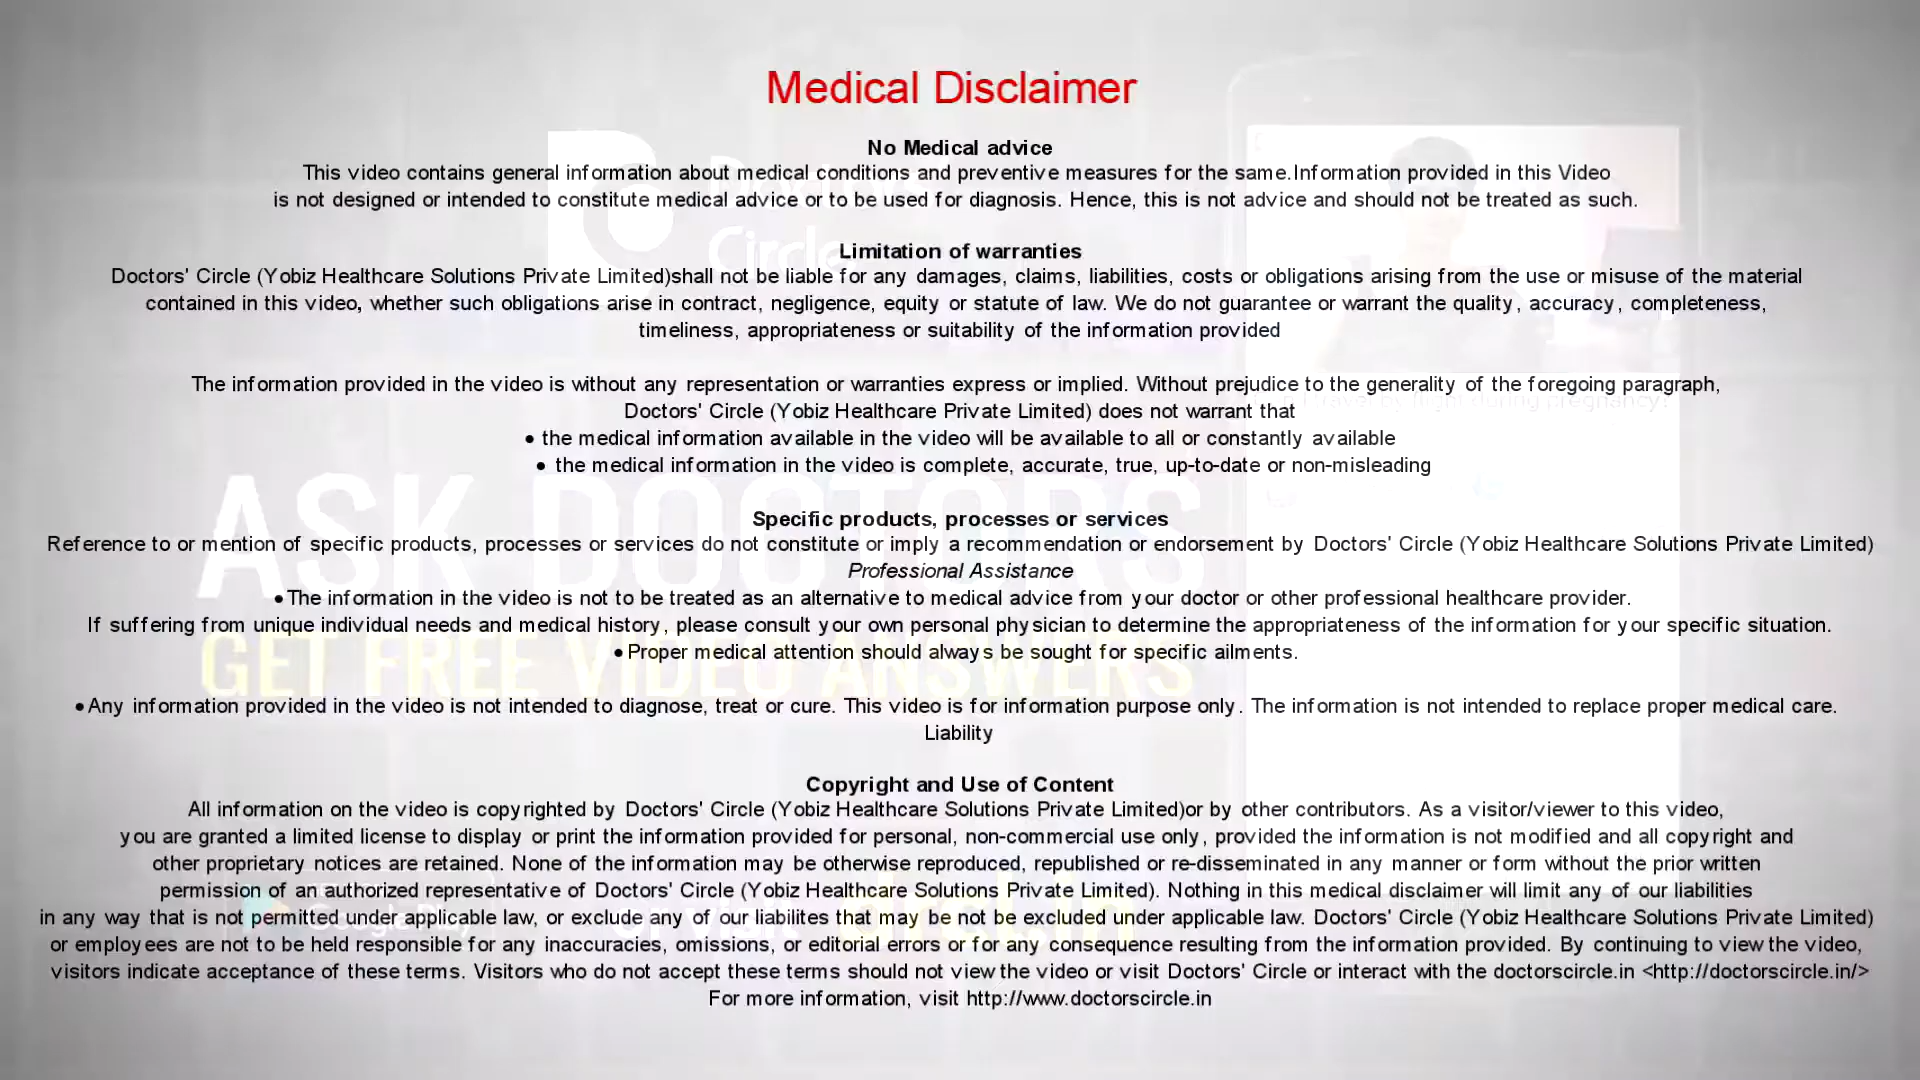 Medical Disclaimer
No Medical advice
This video contains general information about medical conditions and preventive measures for the same.Information provided in this Video
is not designed or intended to constitute medical advice or to be used for diagnosis. Hence, this is not advice and should not be treated as such.
Doctors
Circle
Limitation of warranties
Doctors' Circle (Yobiz Healthcare Solutions Private Limited)shall not be liable for any damages, claims, liabilities, costs or obligations arising from the use or misuse of the material
contained in this video, whether such obligations arise in contract, negligence, equity or statute of law. We do not guarantee or warrant the quality, accuracy, completeness,
timeliness, appropriateness or suitability of the information provided
The information provided in the video is without any representation or warranties express or implied. Without prejudice to the generality of the foregoing paragraph,
Doctors' Circle (Yobiz Healthcare Private Limited) does not warrant that
travel by flight during pregnancy?
• the medical information available in the video will be available to all or constantly available
• the medical information in the video is complete, accurate, true, up-to-date or non-misleading
ASK DOCTORS
Specific products, processes or services
Reference to or mention of specific products, processes or services do not constitute or imply a recommendation or endorsement by Doctors' Circle (Yobiz Healthcare Solutions Private Limited)
Professional Assistance
•The information in the video is not to be treated as an alternative to medical advice from your doctor or other professional healthcare provider.
If suffering from unique individual needs and medical history, please consult your own personal physician to determine the appropriateness of the information for your specific situation.
•Proper medical attention should always be sought for specific ailments.
GET FREE VIDEO ANSWERS
•Any information provided in the video is not intended to diagnose, treat or cure. This video is for information purpose only. The information is not intended to replace proper medical care.
Liability
Copyright and Use of Content
All information on the video is copyrighted by Doctors' Circle (Yobiz Healthcare Solutions Private Limited)or by other contributors. As a visitor/viewer to this video,
you are granted a limited license to display or print the information provided for personal, non-commercial use only, provided the information is not modified and all copyright and
other proprietary notices are retained. None of the information may be otherwise reproduced, republished or re-disseminated in any manner or form without the prior written
permission of an authorized representative of Doctors' Circle (Yobiz Healthcare Solutions Private Limited). Nothing in this medical disclaimer will limit any of our liabilities
in any way that is not permitted under applicable law, or exclude any of our liabilites that may be not be excluded under applicable law. Doctors' Circle (Yobiz Healthcare Solutions Private Limited)
Google Play
or visit drcl.in
or employees are not to be held responsible for any inaccuracies, omissions, or editorial errors or for any consequence resulting from the information provided. By continuing to view the video,
visitors indicate acceptance of these terms. Visitors who do not accept these terms should not view the video or visit Doctors' Circle or interact with the doctorscircle.in <http://doctorscircle.in/>
For more information, visit http://www.doctorscircle.in